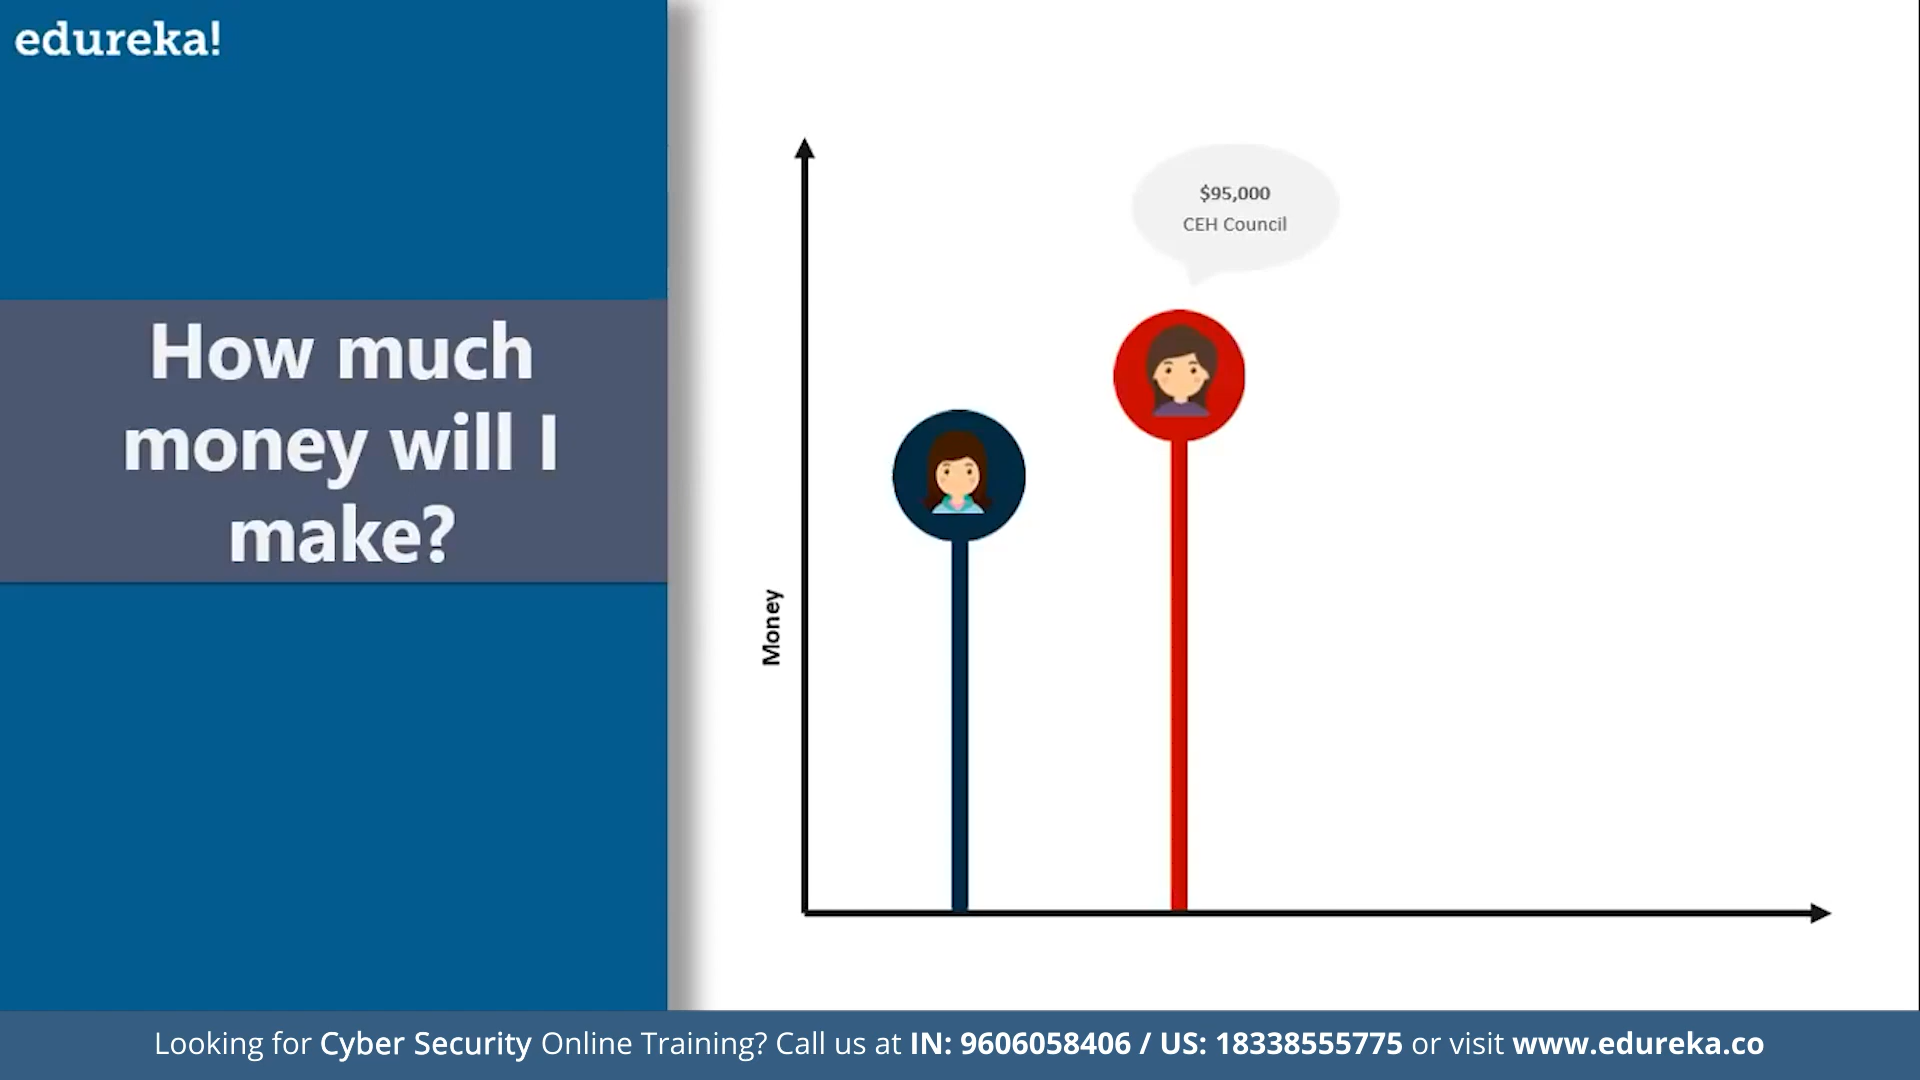 edureka!
How much
money will I
make?
$95,000
CEH Council
Money
Looking for Cyber Security Online Training? Call us at IN: 9606058406 / US: 18338555775 or visit www.edureka.co